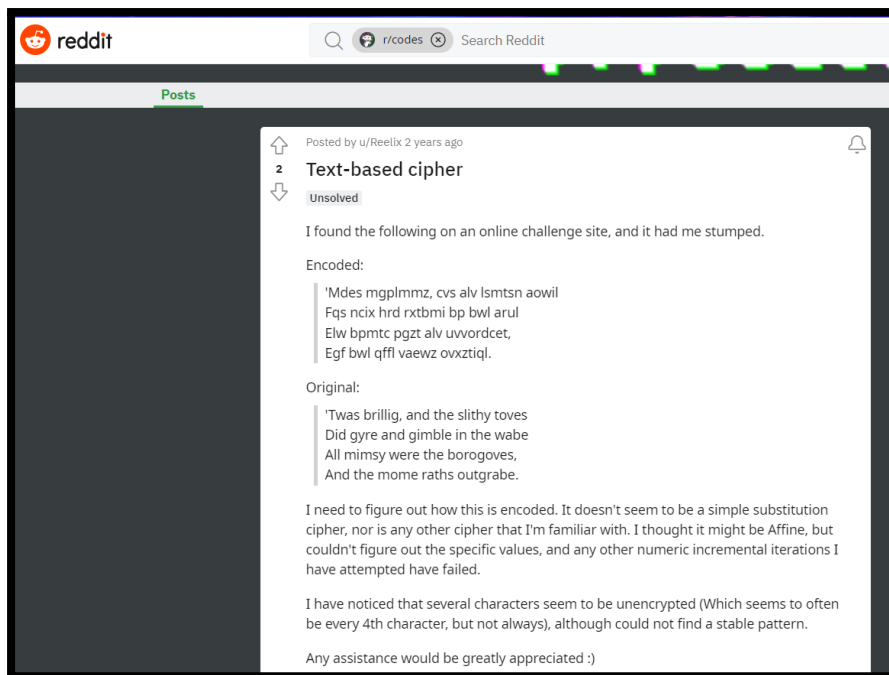 reddit
r/codes
Search Reddit
Posts
Posted by u/Reelix 2 years ago
2
Text-based cipher
Unsolved
I found the following on an online challenge site, and it had me stumped.
Encoded:
'Mdes mgplmmz, cvs alv lsmtsn aowil
Fqs ncix hrd rxtbmi bp bwl arul
Elw bpmtc pgzt alv uvvordcet,
Egf bwl qffl vaewz ovxztiql.
Original:
'Twas brillig, and the slithy toves
Did gyre and gimble in the wabe
All mimsy were the borogoves,
And the mome raths outgrabe.
I need to figure out how this is encoded. It doesn't seem to be a simple substitution
cipher, nor is any other cipher that I'm familiar with. I thought it might be Affine, but
couldn't figure out the specific values, and any other numeric incremental iterations I
have attempted have failed.
I have noticed that several characters seem to be unencrypted (Which seems to often
be every 4th character, but not always), although could not find a stable pattern.
Any assistance would be greatly appreciated :)